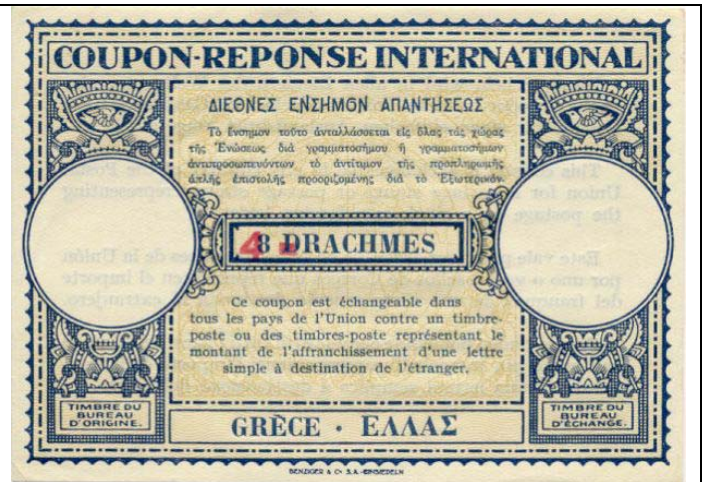 COUPON-REPONSE INTERNATIONAL
ΔΙΕΘΝΕΣ ΕΝΣΗΜΟΝ ΑΠΑΝΤΗΣΕΩΣ
Τὸ ἔνσημον τοῦτο ἀνταλλάσσεται εἰς ὅλας τὰς χώρας
τῆς Ἑνώσεως διὰ γραμματοσήμου ἢ γραμματοσήμων
ἀντιπροσωπευόντων τὸ ἀντίτιμον τῆς προπληρωμῆς
ἁπλῆς ἐπιστολῆς προοριζομένης διὰ τὸ Ἐξωτερικόν.
4-
8 DRACHMES
Ce coupon est échangeable dans
tous les pays de l'Union contre un timbre-
poste ou des timbres-poste représentant le
montant de l'affranchissement d'une lettre
simple à destination de l'étranger.
TIMBRE DU
BUREAU
D'ORIGINE.
GRÈCE · ΕΛΛΑΣ
TIMBRE DU
BUREAU
D'ÉCHANGE.
BENZIGER & Co S.A.-EINSIEDELN